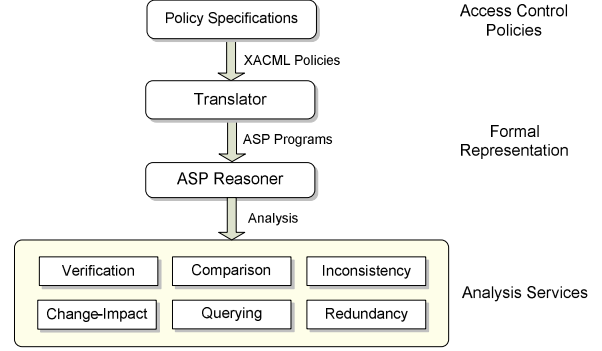 Policy Specifications
Access Control
Policies
XACML Policies
Translator
ASP Programs
Formal
Representation
ASP Reasoner
Analysis
Verification
Comparison
Inconsistency
Analysis Services
Change-Impact
Querying
Redundancy